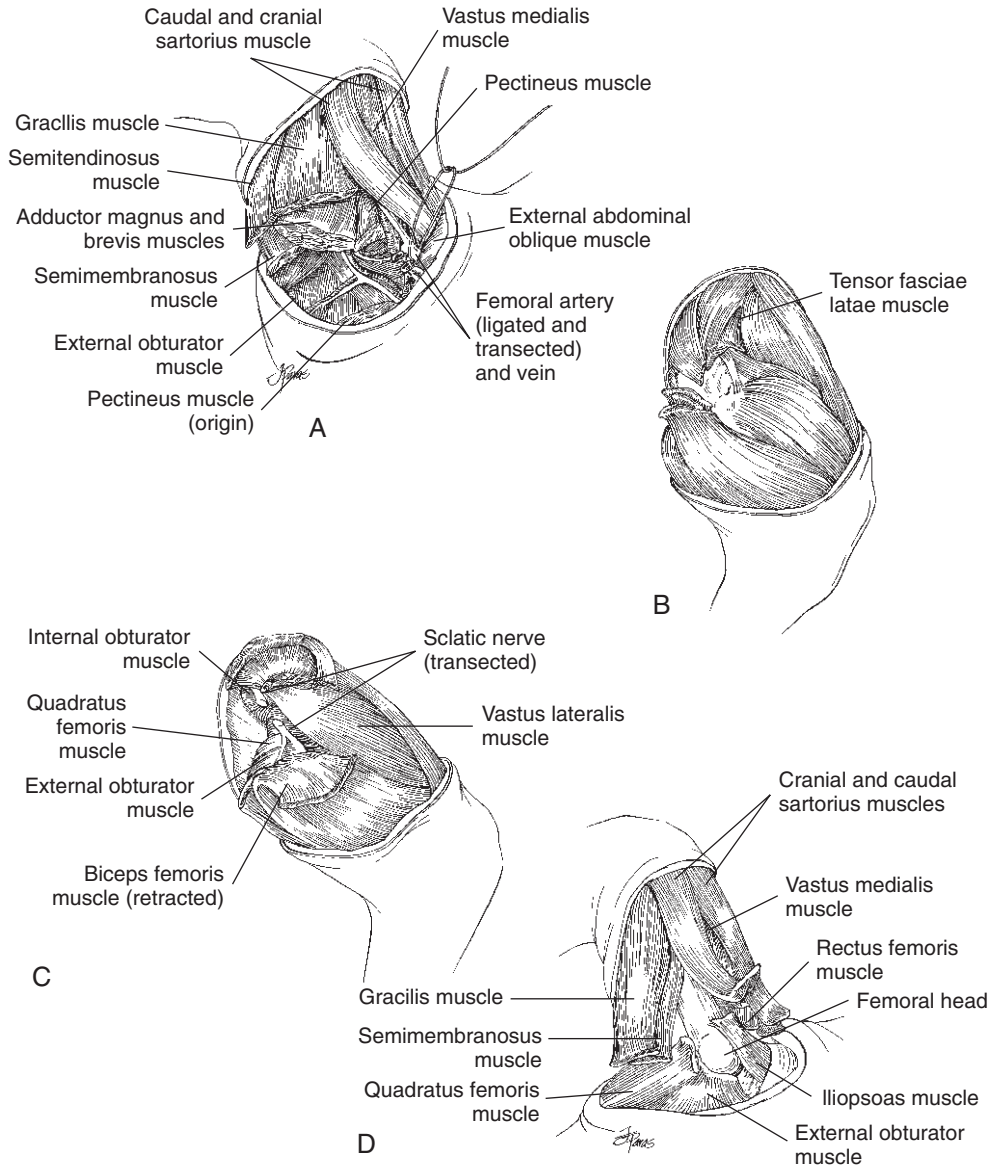 Caudal and cranial
sartorius muscle
Vastus medialis
muscle
Pectineus muscle
Gracllis muscle
Semitendinosus
muscle
Adductor magnus and
brevis muscles
Semimembranosus
muscle
External obturator
muscle
Pectineus muscle
(origin)
External abdominal
oblique muscle
Femoral artery
(ligated and
transected)
and vein
A
Tensor fasciae
latae muscle
B
Internal obturator
muscle
Quadratus
femoris
muscle
External obturator
muscle
Biceps femoris
muscle (retracted)
Sclatic nerve
(transected)
Vastus lateralis
muscle
C
Cranial and caudal
sartorius muscles
Vastus medialis
muscle
Rectus femoris
muscle
Femoral head
Gracilis muscle
Semimembranosus
muscle
Quadratus femoris
muscle
Iliopsoas muscle
External obturator
muscle
D